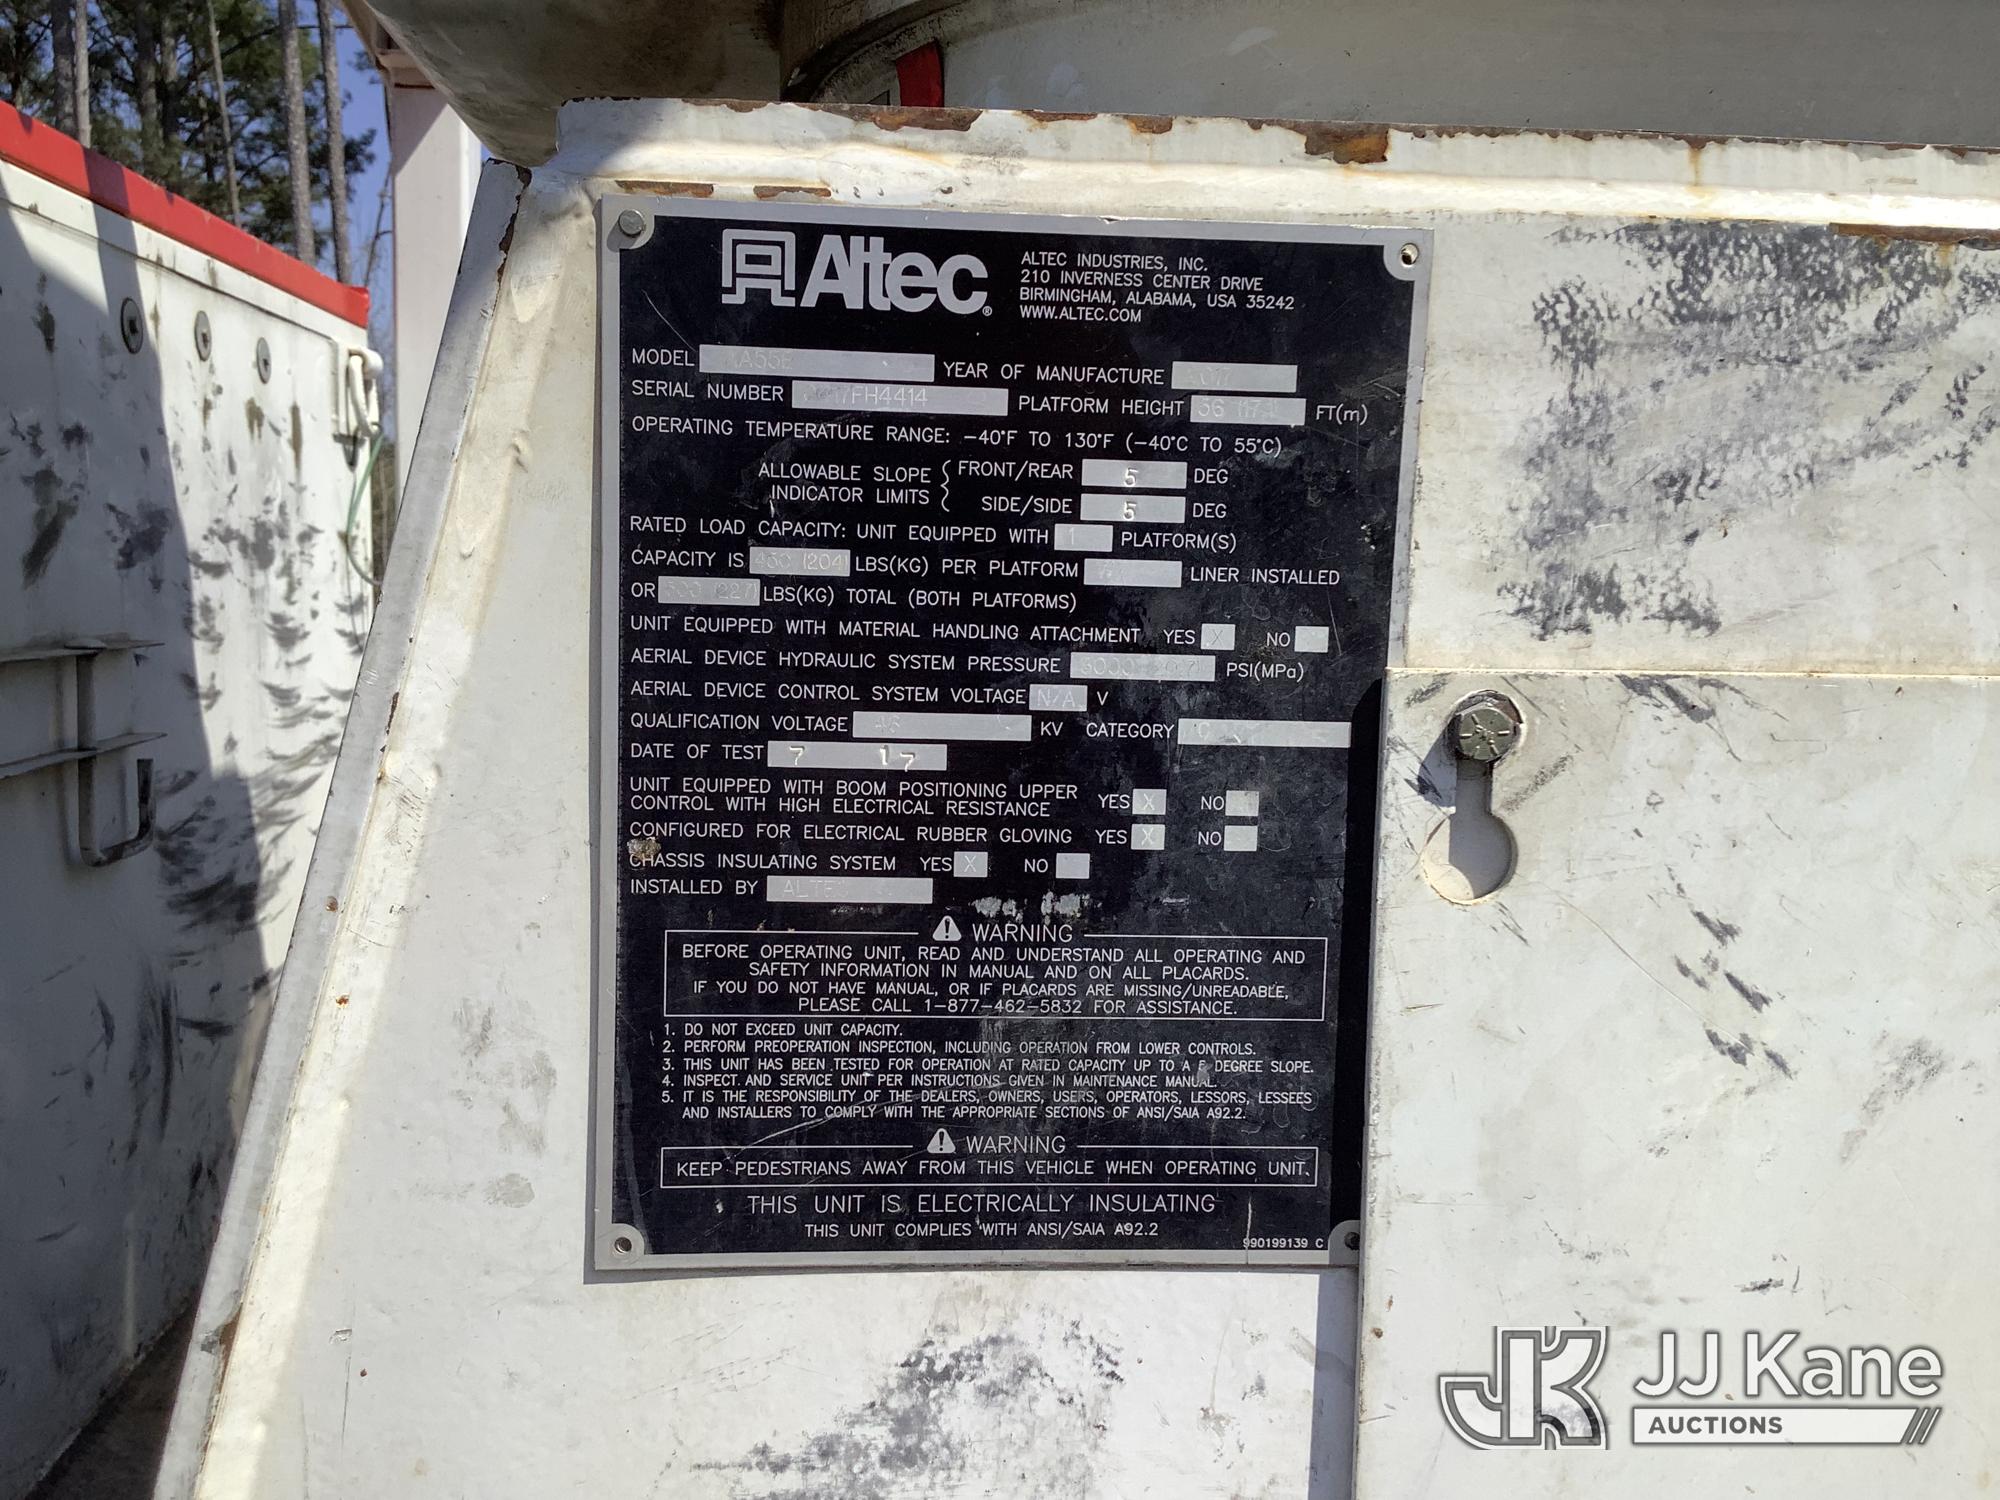 Altec®
ALTEC INDUSTRIES, INC.
210 INVERNESS CENTER DRIVE
BIRMINGHAM, ALABAMA, USA 35242
WWW.ALTEC.COM
MODEL YEAR OF MANUFACTURE
SERIAL NUMBER PLATFORM HEIGHT FT(m)
OPERATING TEMPERATURE RANGE: -40°F TO 130°F (-40°C TO 55°C)
ALLOWABLE SLOPE { FRONT/REAR 5 DEG
INDICATOR LIMITS SIDE/SIDE 5 DEG
RATED LOAD CAPACITY: UNIT EQUIPPED WITH 1 PLATFORM(S)
CAPACITY IS LBS(KG) PER PLATFORM LINER INSTALLED
OR LBS(KG) TOTAL (BOTH PLATFORMS)
UNIT EQUIPPED WITH MATERIAL HANDLING ATTACHMENT YES X NO
AERIAL DEVICE HYDRAULIC SYSTEM PRESSURE PSI(MPa)
AERIAL DEVICE CONTROL SYSTEM VOLTAGE N/A V
QUALIFICATION VOLTAGE 46 KV CATEGORY C
DATE OF TEST 7 17
UNIT EQUIPPED WITH BOOM POSITIONING UPPER
CONTROL WITH HIGH ELECTRICAL RESISTANCE YES X NO
CONFIGURED FOR ELECTRICAL RUBBER GLOVING YES X NO
CHASSIS INSULATING SYSTEM YES X NO
INSTALLED BY ALTEC
WARNING
BEFORE OPERATING UNIT, READ AND UNDERSTAND ALL OPERATING AND
SAFETY INFORMATION IN MANUAL AND ON ALL PLACARDS.
IF YOU DO NOT HAVE MANUAL, OR IF PLACARDS ARE MISSING/UNREADABLE,
PLEASE CALL 1-877-462-5832 FOR ASSISTANCE.
1. DO NOT EXCEED UNIT CAPACITY.
2. PERFORM PREOPERATION INSPECTION, INCLUDING OPERATION FROM LOWER CONTROLS.
3. THIS UNIT HAS BEEN TESTED FOR OPERATION AT RATED CAPACITY UP TO A 5 DEGREE SLOPE.
4. INSPECT AND SERVICE UNIT PER INSTRUCTIONS GIVEN IN MAINTENANCE MANUAL.
5. IT IS THE RESPONSIBILITY OF THE DEALERS, OWNERS, USERS, OPERATORS, LESSORS, LESSEES
AND INSTALLERS TO COMPLY WITH THE APPROPRIATE SECTIONS OF ANSI/SAIA A92.2.
WARNING
KEEP PEDESTRIANS AWAY FROM THIS VEHICLE WHEN OPERATING UNIT.
THIS UNIT IS ELECTRICALLY INSULATING
THIS UNIT COMPLIES WITH ANSI/SAIA A92.2
990199139 C
JK JJ Kane
AUCTIONS